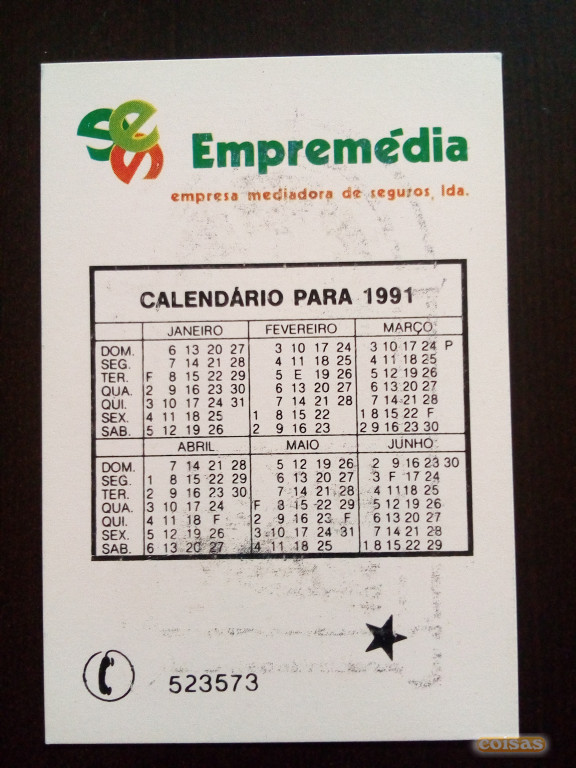 ses
Empremédia
empresa mediadora de seguros, lda.
CALENDÁRIO PARA 1991
JANEIRO FEVEREIRO MARÇO
DOM. 6 13 20 27 3 10 17 24 3 10 17 24 P
SEG. 7 14 21 28 4 11 18 25 4 11 18 25
TER. F 8 15 22 29 5 E 19 26 5 12 19 26
QUA. 2 9 16 23 30 6 13 20 27 6 13 20 27
QUI. 3 10 17 24 31 7 14 21 28 7 14 21 28
SEX. 4 11 18 25 1 8 15 22 1 8 15 22 F
SAB. 5 12 19 26 2 9 16 23 2 9 16 23 30
ABRIL MAIO JUNHO
DOM. 7 14 21 28 5 12 19 26 2 9 16 23 30
SEG. 1 8 15 22 29 6 13 20 27 3 F 17 24
TER. 2 9 16 23 30 7 14 21 28 4 11 18 25
QUA. 3 10 17 24 F 8 15 22 29 5 12 19 26
QUI. 4 11 18 F 2 9 16 23 F 6 13 20 27
SEX. 5 12 19 26 3 10 17 24 31 7 14 21 28
SAB. 6 13 20 27 4 11 18 25 1 8 15 22 29
523573
coisas